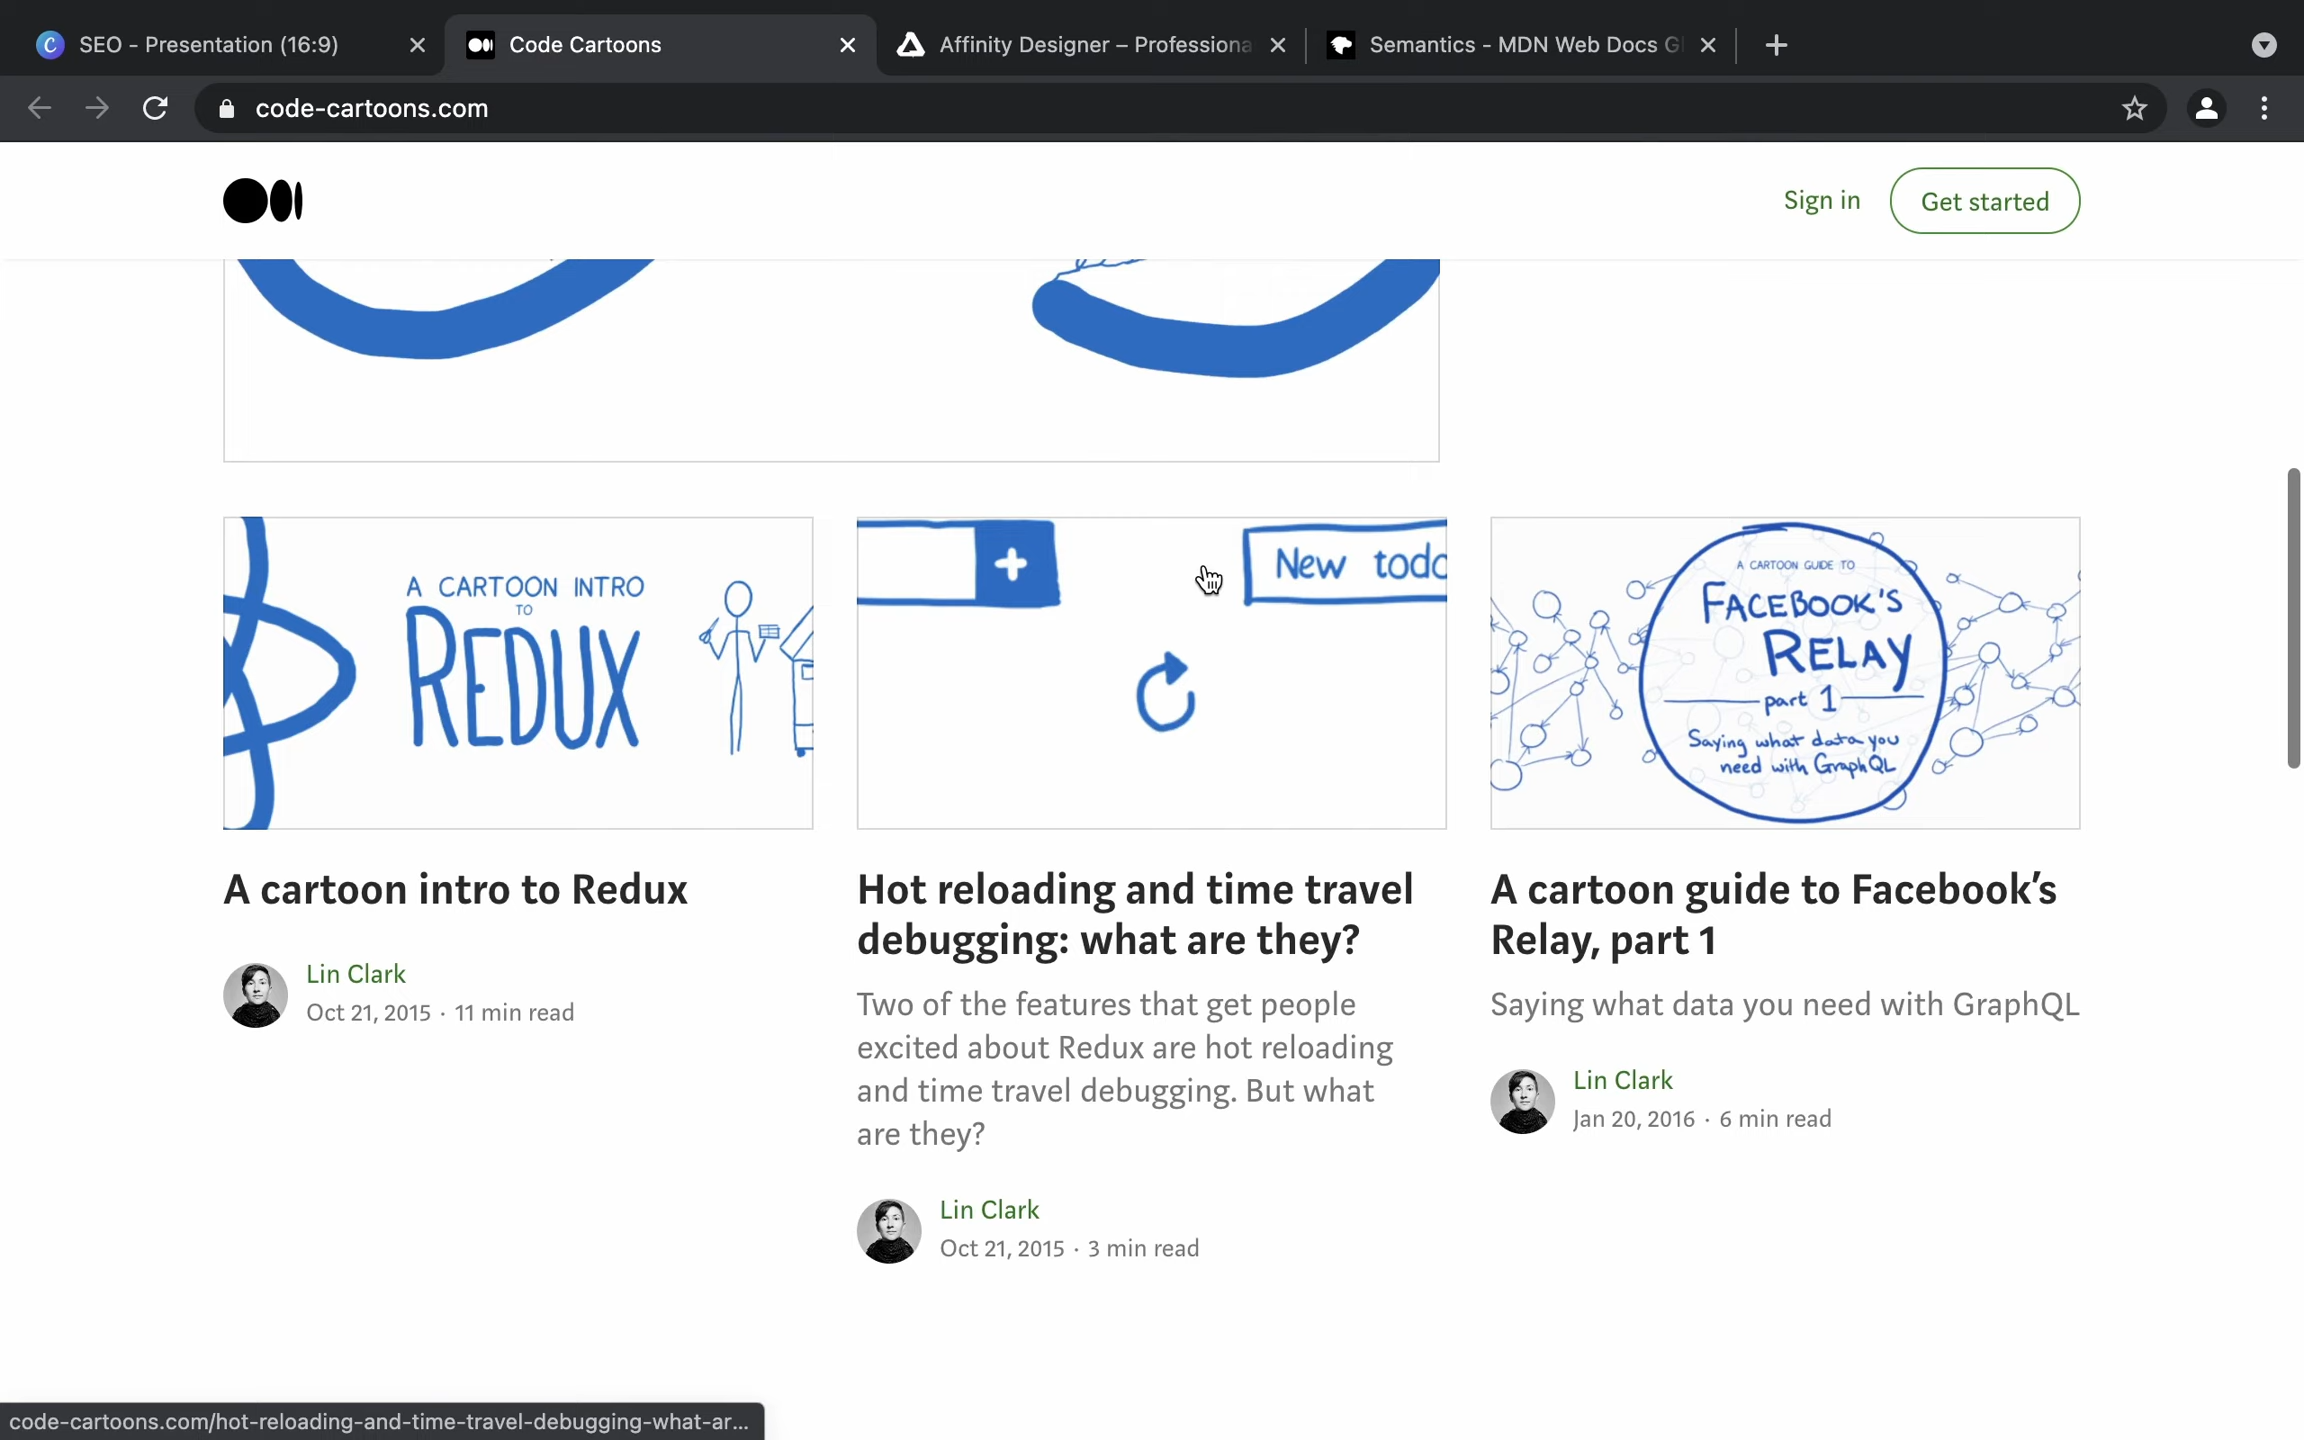 SEO - Presentation (16:9)
Code Cartoons
Affinity Designer – Professiona
Semantics - MDN Web Docs Gl
code-cartoons.com
Sign in
Get started
A CARTOON INTRO
TO
REDUX
New todo
A CARTOON GUIDE TO
FACEBOOK'S
RELAY
part 1
Saying what data you
need with GraphQL
A cartoon intro to Redux
Lin Clark
Oct 21, 2015 · 11 min read
Hot reloading and time travel
debugging: what are they?
Two of the features that get people
excited about Redux are hot reloading
and time travel debugging. But what
are they?
Lin Clark
Oct 21, 2015 · 3 min read
A cartoon guide to Facebook’s
Relay, part 1
Saying what data you need with GraphQL
Lin Clark
Jan 20, 2016 · 6 min read
code-cartoons.com/hot-reloading-and-time-travel-debugging-what-ar...